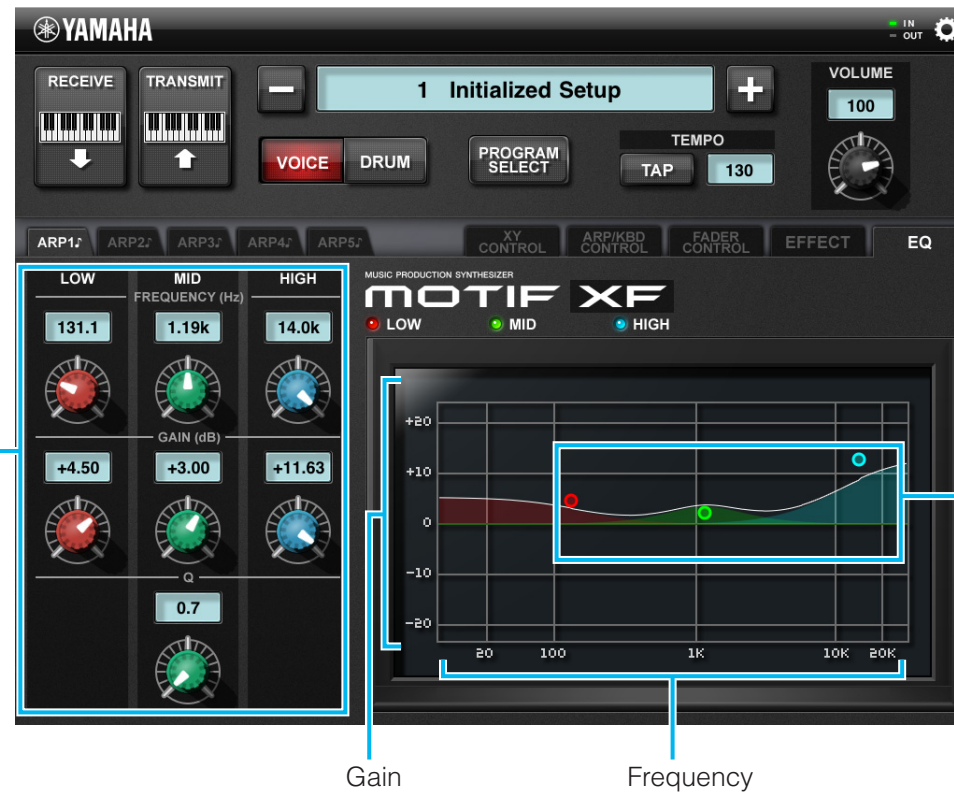 YAMAHA
IN
OUT
RECEIVE
TRANSMIT
1 Initialized Setup
VOLUME
100
VOICE
DRUM
PROGRAM
SELECT
TEMPO
TAP
130
ARP1♪
ARP2♪
ARP3♪
ARP4♪
ARP5♪
XY
CONTROL
ARP/KBD
CONTROL
FADER
CONTROL
EFFECT
EQ
LOW
MID
HIGH
FREQUENCY (Hz)
131.1
1.19k
14.0k
GAIN (dB)
+4.50
+3.00
+11.63
Q
0.7
MUSIC PRODUCTION SYNTHESIZER
MOTIF XF
LOW
MID
HIGH
+20
+10
0
-10
-20
20
100
1K
10K
20K
Gain
Frequency